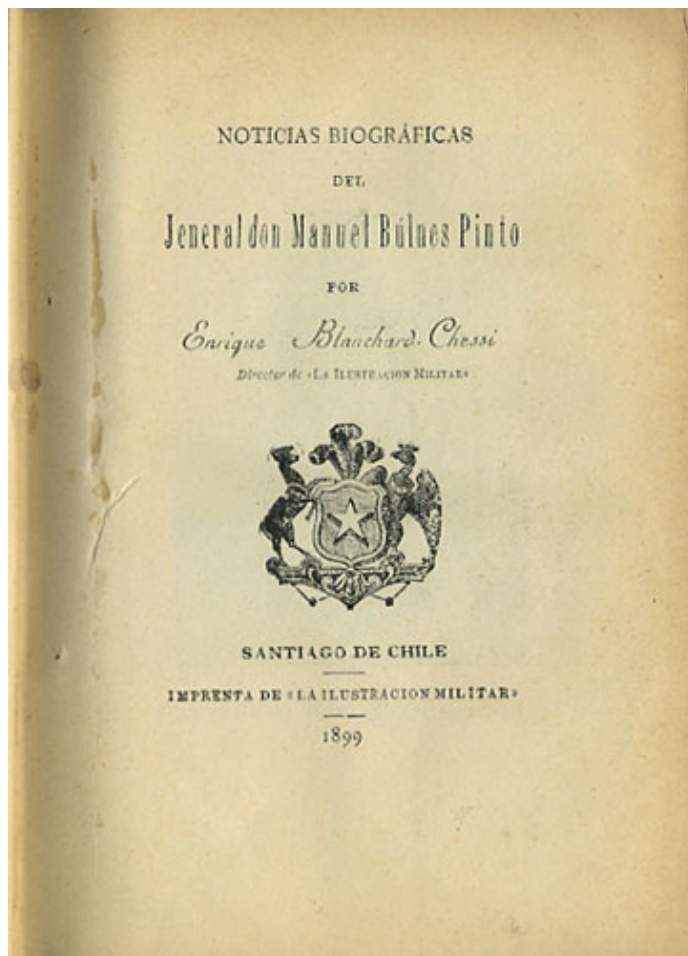 NOTICIAS BIOGRÁFICAS
DEL
Jeneral don Manuel Búlnes Pinto
POR
Enrique Blanchard-Chessi
Director de «LA ILUSTRACION MILITAR»
SANTIAGO DE CHILE
IMPRENTA DE «LA ILUSTRACION MILITAR»
1899